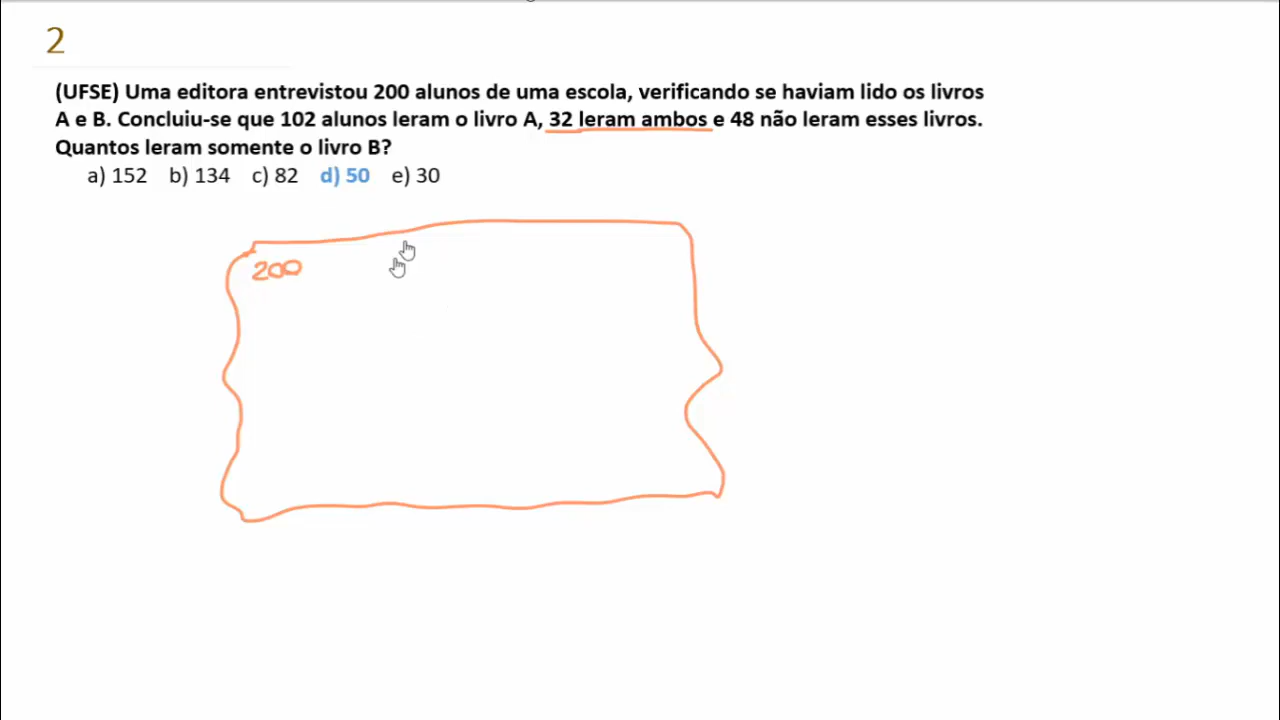 2
(UFSE) Uma editora entrevistou 200 alunos de uma escola, verificando se haviam lido os livros
A e B. Concluiu-se que 102 alunos leram o livro A, 32 leram ambos e 48 não leram esses livros.
Quantos leram somente o livro B?
a) 152 b) 134 c) 82 d) 50 e) 30
200